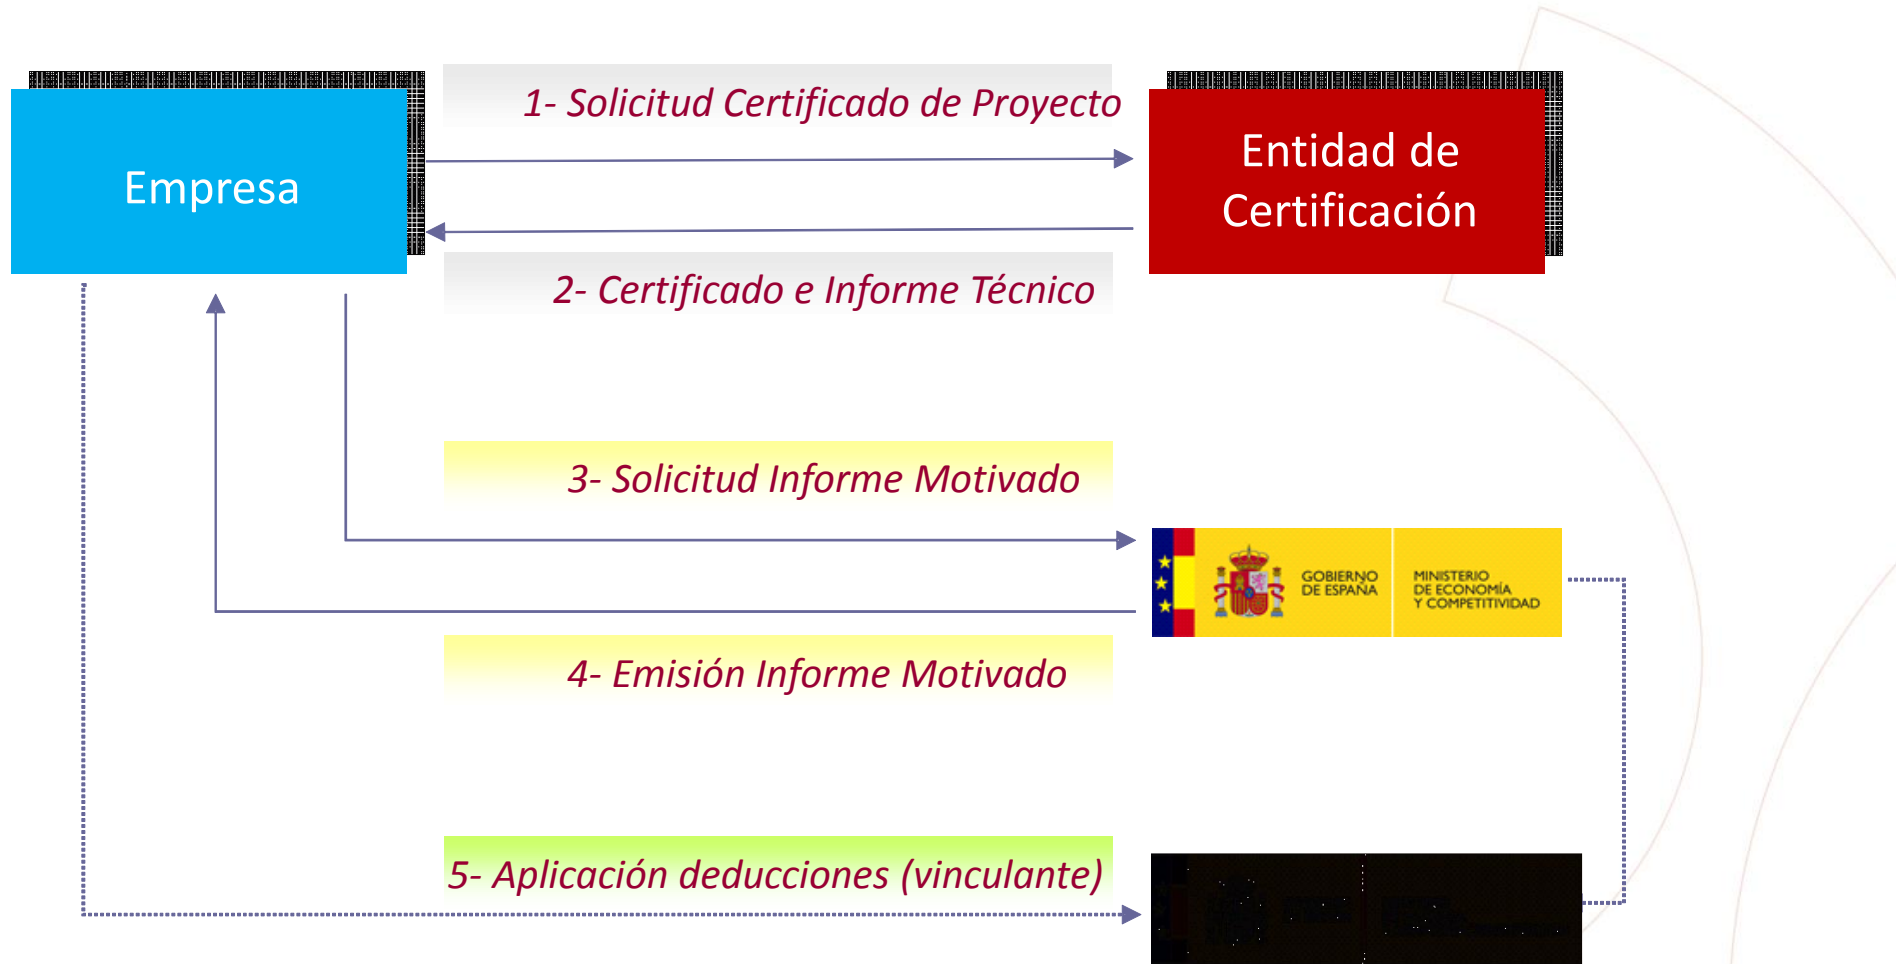 1- Solicitud Certificado de Proyecto
Empresa
Entidad de
Certificación
2- Certificado e Informe Técnico
3- Solicitud Informe Motivado
GOBIERNO
DE ESPAÑA
MINISTERIO
DE ECONOMÍA
Y COMPETITIVIDAD
4- Emisión Informe Motivado
5- Aplicación deducciones (vinculante)